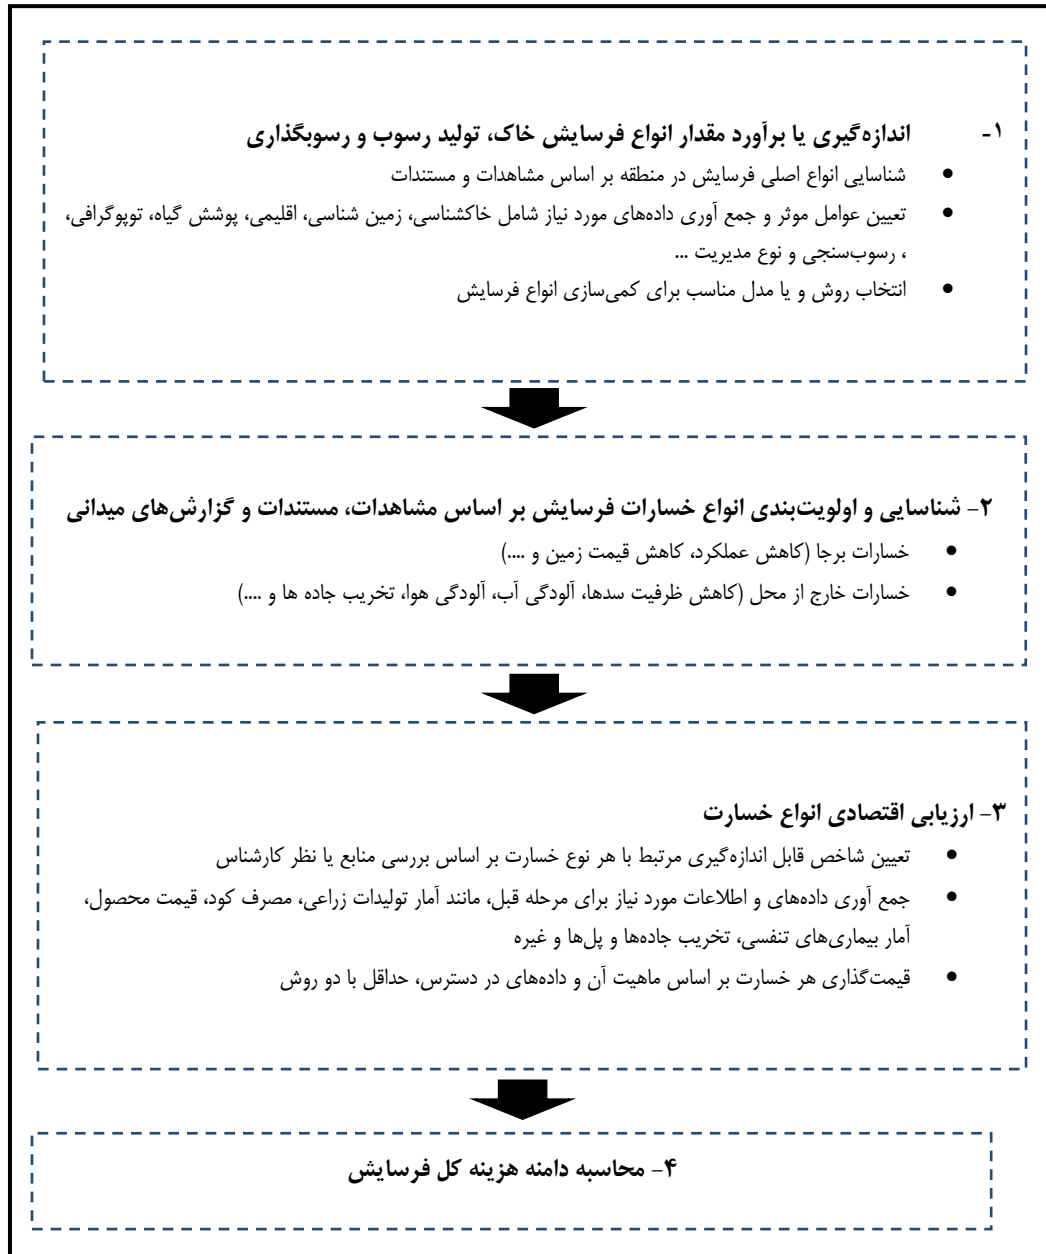 ۱- اندازه‌گیری یا برآورد مقدار انواع فرسایش خاک، تولید رسوب و رسوبگذاری
● شناسایی انواع اصلی فرسایش در منطقه بر اساس مشاهدات و مستندات
● تعیین عوامل موثر و جمع آوری داده‌های مورد نیاز شامل خاکشناسی، زمین شناسی، اقلیمی، پوشش گیاه، توپوگرافی،
، رسوب‌سنجی و نوع مدیریت ...
● انتخاب روش و یا مدل مناسب برای کمی‌سازی انواع فرسایش
۲- شناسایی و اولویت‌بندی انواع خسارات فرسایش بر اساس مشاهدات، مستندات و گزارش‌های میدانی
● خسارات برجا (کاهش عملکرد، کاهش قیمت زمین و ....)
● خسارات خارج از محل (کاهش ظرفیت سدها، آلودگی آب، آلودگی هوا، تخریب جاده ها و ....)
۳- ارزیابی اقتصادی انواع خسارت
● تعیین شاخص قابل اندازه‌گیری مرتبط با هر نوع خسارت بر اساس بررسی منابع یا نظر کارشناس
● جمع آوری داده‌های و اطلاعات مورد نیاز برای مرحله قبل، مانند آمار تولیدات زراعی، مصرف کود، قیمت محصول،
آمار بیماری‌های تنفسی، تخریب جاده‌ها و پل‌ها و غیره
● قیمت‌گذاری هر خسارت بر اساس ماهیت آن و داده‌های در دسترس، حداقل با دو روش
۴- محاسبه دامنه هزینه کل فرسایش